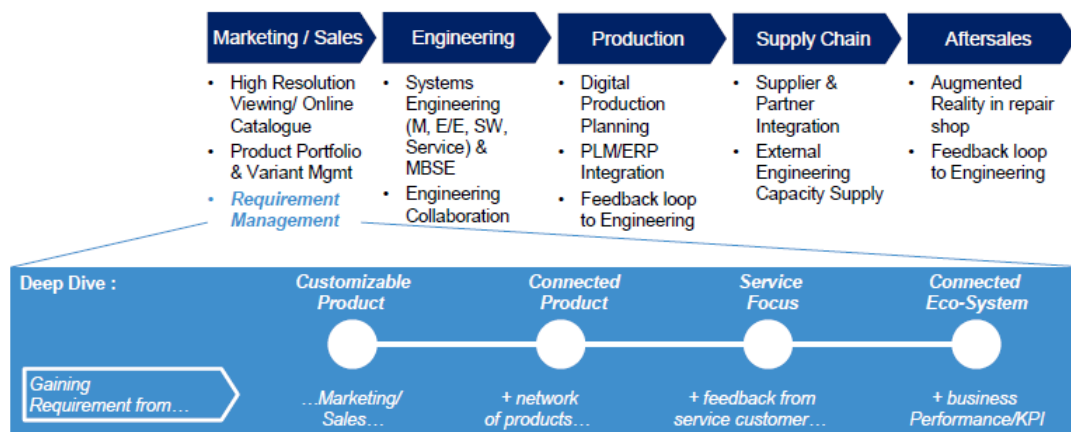 Marketing / Sales
Engineering
Production
Supply Chain
Aftersales
• High Resolution
Viewing/ Online
Catalogue
• Product Portfolio
& Variant Mgmt
• Requirement
Management
• Systems
Engineering
(M, E/E, SW,
Service) &
MBSE
• Engineering
Collaboration
• Digital
Production
Planning
• PLM/ERP
Integration
• Feedback loop
to Engineering
• Supplier &
Partner
Integration
• External
Engineering
Capacity Supply
• Augmented
Reality in repair
shop
• Feedback loop
to Engineering
Deep Dive :
Customizable
Product
Connected
Product
Service
Focus
Connected
Eco-System
Gaining
Requirement from…
…Marketing/
Sales…
+ network
of products…
+ feedback from
service customer…
+ business
Performance/KPI